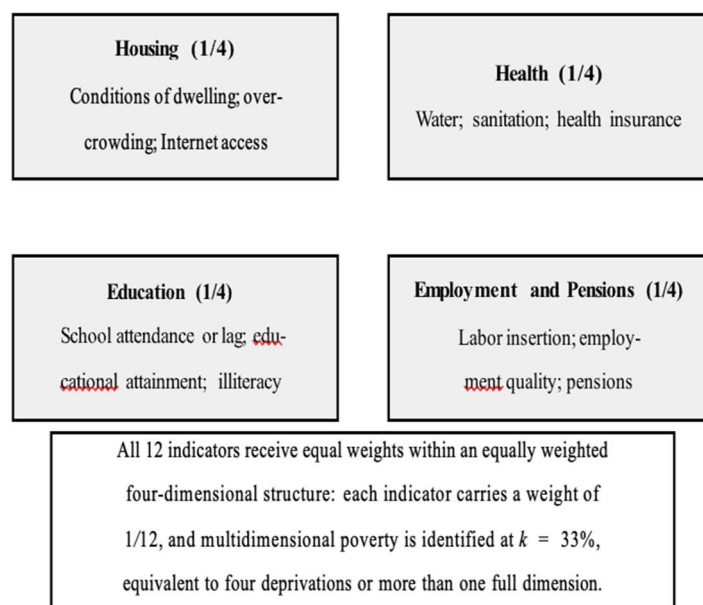 Housing (1/4)
Conditions of dwelling; over-
crowding; Internet access
Health (1/4)
Water; sanitation; health insurance
Education (1/4)
School attendance or lag; edu-
cational attainment; illiteracy
Employment and Pensions (1/4)
Labor insertion; employ-
ment quality; pensions
All 12 indicators receive equal weights within an equally weighted
four-dimensional structure: each indicator carries a weight of
1/12, and multidimensional poverty is identified at k = 33%,
equivalent to four deprivations or more than one full dimension.